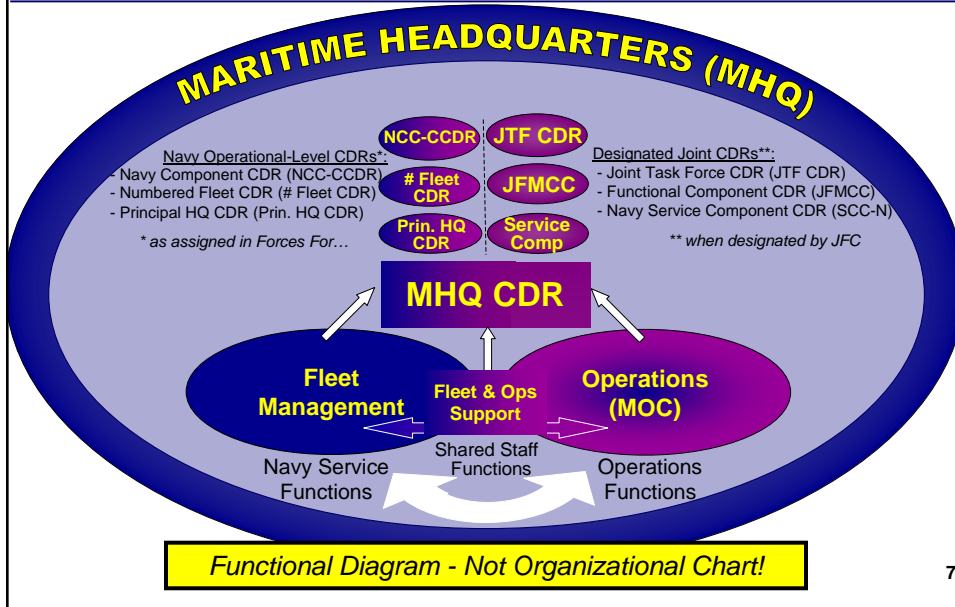 MARITIME HEADQUARTERS (MHQ)
Navy Operational-Level CDRs*:
- Navy Component CDR (NCC-CCDR)
- Numbered Fleet CDR (# Fleet CDR)
- Principal HQ CDR (Prin. HQ CDR)
* as assigned in Forces For…
NCC-CCDR
# Fleet
CDR
Prin. HQ
CDR
JTF CDR
JFMCC
Service
Comp
Designated Joint CDRs**:
- Joint Task Force CDR (JTF CDR)
- Functional Component CDR (JFMCC)
- Navy Service Component CDR (SCC-N)
** when designated by JFC
MHQ CDR
Fleet
Management
Fleet & Ops
Support
Operations
(MOC)
Navy Service
Functions
Shared Staff
Functions
Operations
Functions
Functional Diagram - Not Organizational Chart!
7